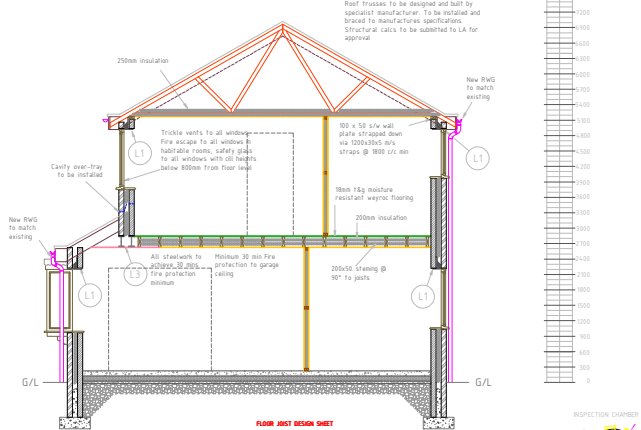 Roof trusses to be designed and built by
specialist manufacturer. To be installed and
braced to manufactures specifications.
Structural calcs to be submitted to LA for
approval
250mm insulation
New RWG
to match
existing
100 x 50 s/w wall
plate strapped down
via 1200x30x5 m/s
straps @ 1800 c/c min
Trickle vents to all windows
Fire escape to all windows in
habitable rooms, safety glass
to all windows with cill heights
below 800mm from floor level
L1
L1
Cavity over-tray
to be installed
18mm t&g moisture
resistant weyroc flooring
200mm insulation
New RWG
to match
existing
All steelwork to
achieve 30 mins
fire protection
minimum
Minimum 30 min Fire
protection to garage
ceiling
200x50 steming @
90° to joists
L3
L1
L1
G/L
G/L
FLOOR JOIST DESIGN SHEET
7200
6900
6600
6300
6000
5700
5400
5100
4800
4500
4200
3900
3600
3300
3000
2700
2400
2100
1800
1500
1200
900
600
300
0
INSPECTION CHAMBER